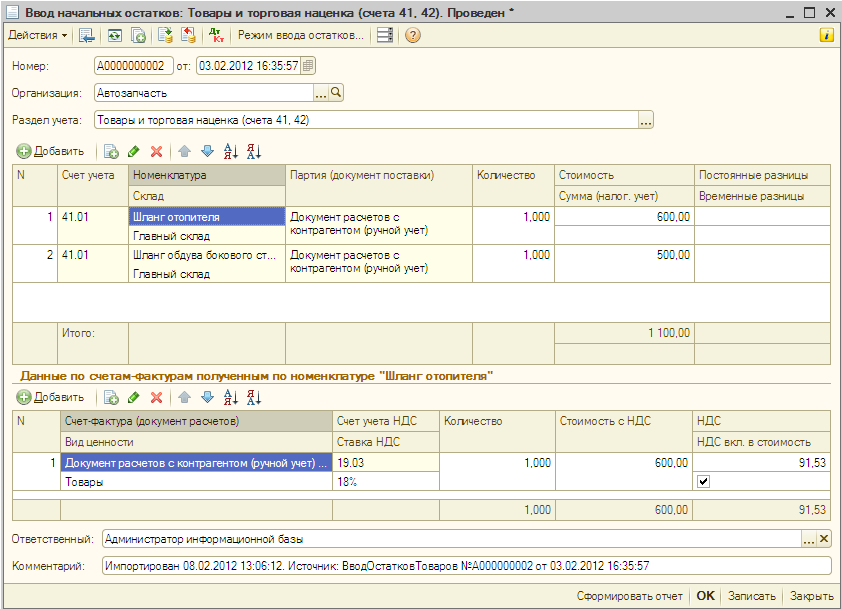 Ввод начальных остатков: Товары и торговая наценка (счета 41, 42). Проведен *
Действия Дт Кт Режим ввода остатков...
Номер: А0000000002 от: 03.02.2012 16:35:57
Организация: Автозапчасть ...
Раздел учета: Товары и торговая наценка (счета 41, 42) ...
Добавить
N Счет учета Номенклатура Партия (документ поставки) Количество Стоимость Постоянные разницы
Склад Сумма (налог. учет) Временные разницы
1 41.01 Шланг отопителя Документ расчетов с контрагентом (ручной учет) 1,000 600,00
Главный склад
2 41.01 Шланг обдува бокового ст... Документ расчетов с контрагентом (ручной учет) 1,000 500,00
Главный склад
Итого: 1 100,00
Данные по счетам-фактурам полученным по номенклатуре "Шланг отопителя"
Добавить
N Счет-фактура (документ расчетов) Счет учета НДС Количество Стоимость с НДС НДС
Вид ценности Ставка НДС НДС вкл. в стоимость
1 Документ расчетов с контрагентом (ручной учет) ... 19.03 1,000 600,00 91,53
Товары 18%
1,000 600,00 91,53
Ответственный: Администратор информационной базы ...
Комментарий: Импортирован 08.02.2012 13:06:12. Источник: ВводОстатковТоваров №А000000002 от 03.02.2012 16:35:57
Сформировать отчет OK Записать Закрыть